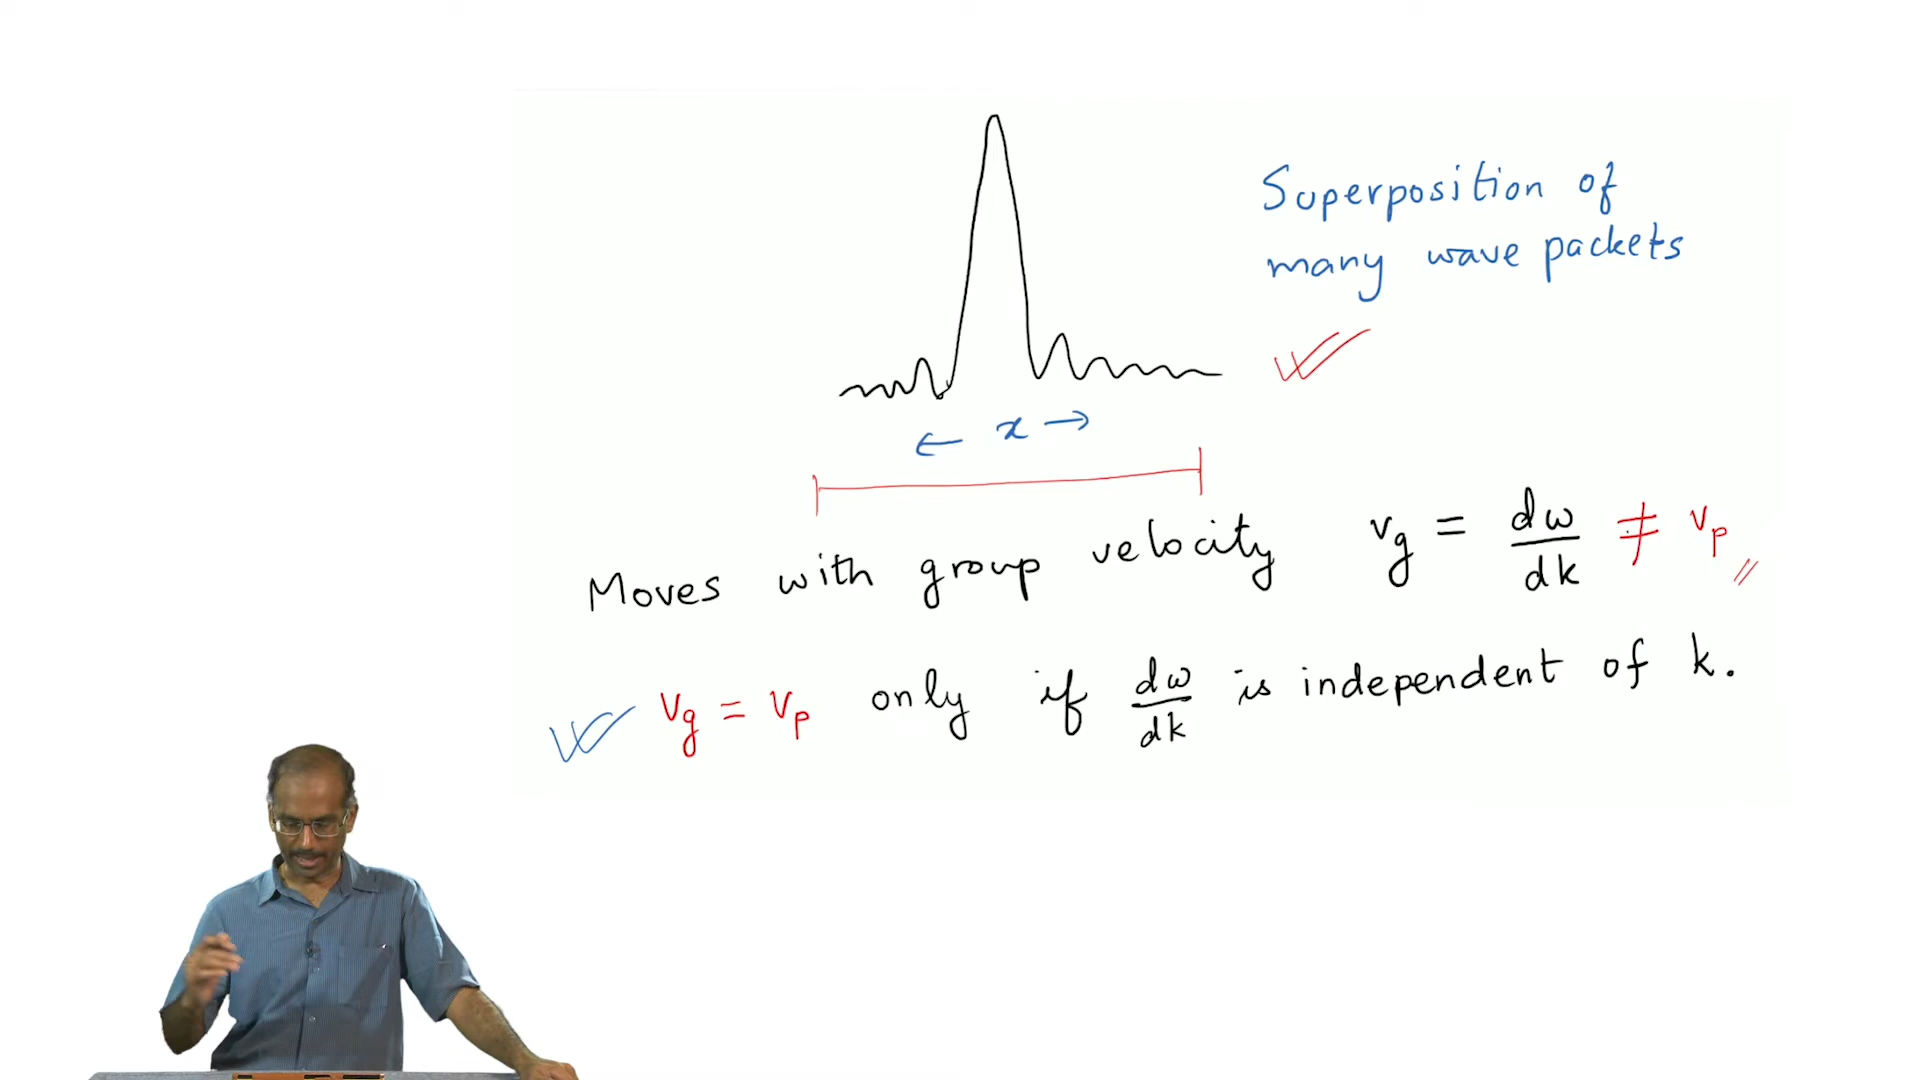 Superposition of
many wave packets
← x →
Moves with group velocity vg = dω/dk ≠ vp
vg = vp only if dω/dk is independent of k.